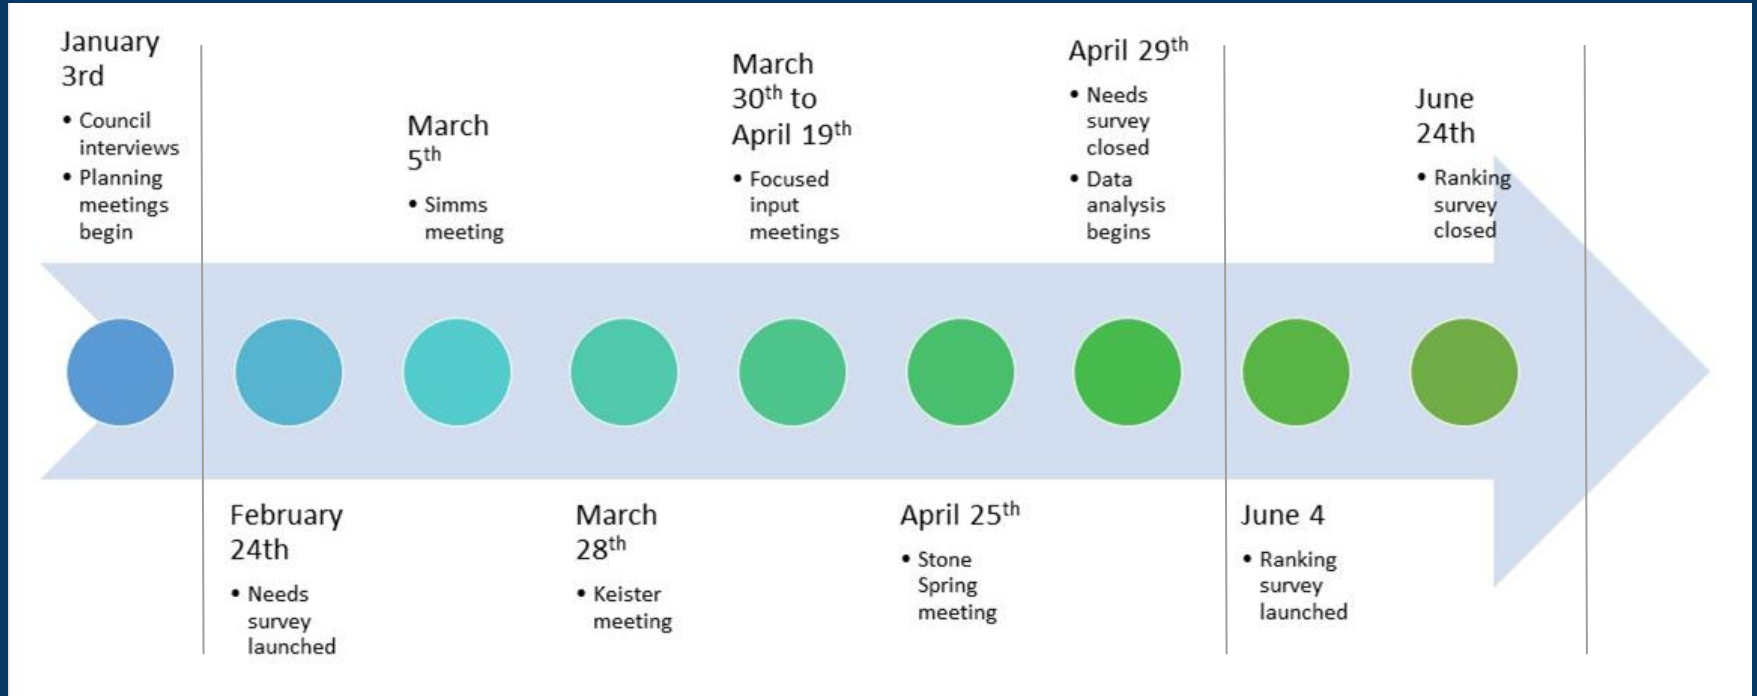 January
3rd
• Council
interviews
• Planning
meetings
begin
February
24th
• Needs
survey
launched
March
5th
• Simms
meeting
March
28th
• Keister
meeting
March
30th to
April 19th
• Focused
input
meetings
April 25th
• Stone
Spring
meeting
April 29th
• Needs
survey
closed
• Data
analysis
begins
June 4
• Ranking
survey
launched
June
24th
• Ranking
survey
closed